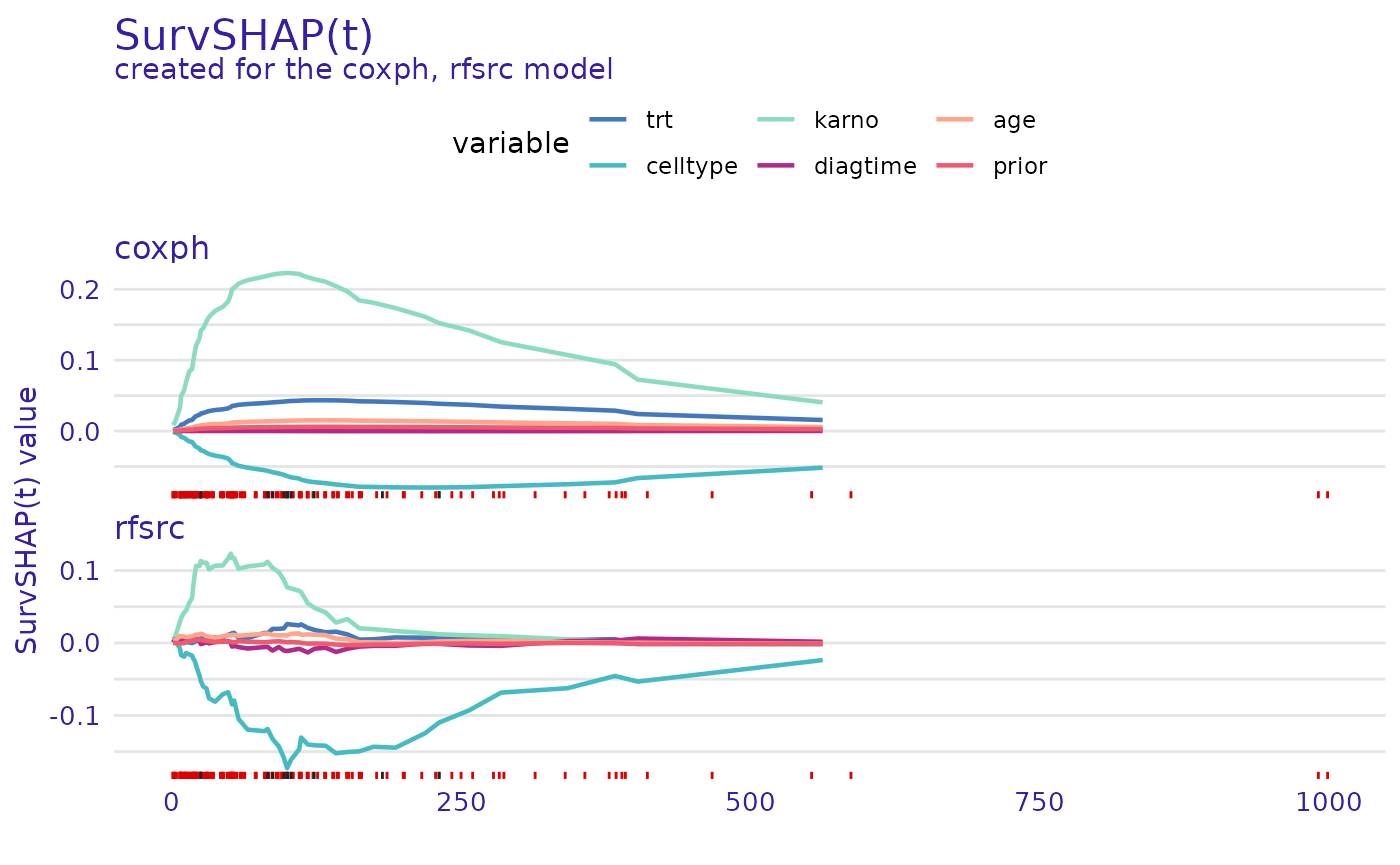 SurvSHAP(t)
created for the coxph, rfsrc model
variable
trt karno age
celltype diagtime prior
SurvSHAP(t) value
coxph
0.2
0.1
0.0
rfsrc
0.1
0.0
-0.1
0 250 500 750 1000